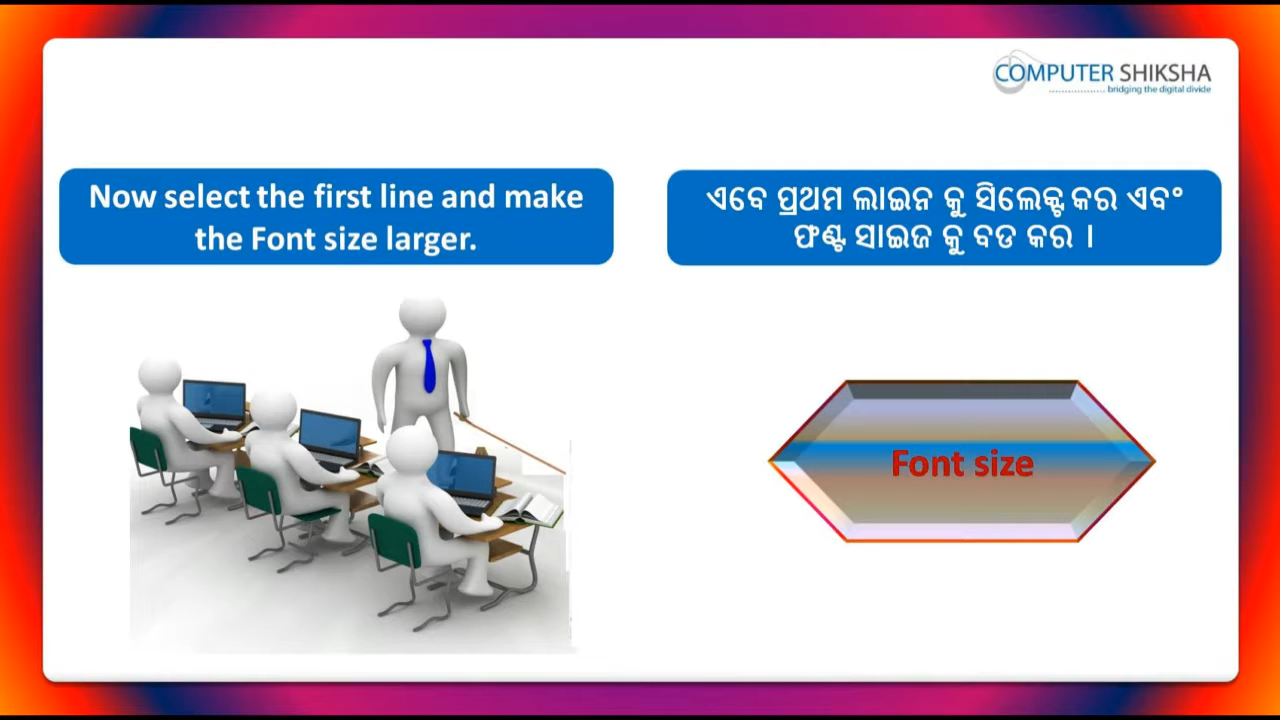 COMPUTER SHIKSHA
bridging the digital divide
Now select the first line and make
the Font size larger.
ଏବେ ପ୍ରଥମ ଲାଇନ କୁ ସିଲେକ୍ଟ କର ଏବଂ
ଫଣ୍ଟ ସାଇଜ କୁ ବଡ କର ।
Font size